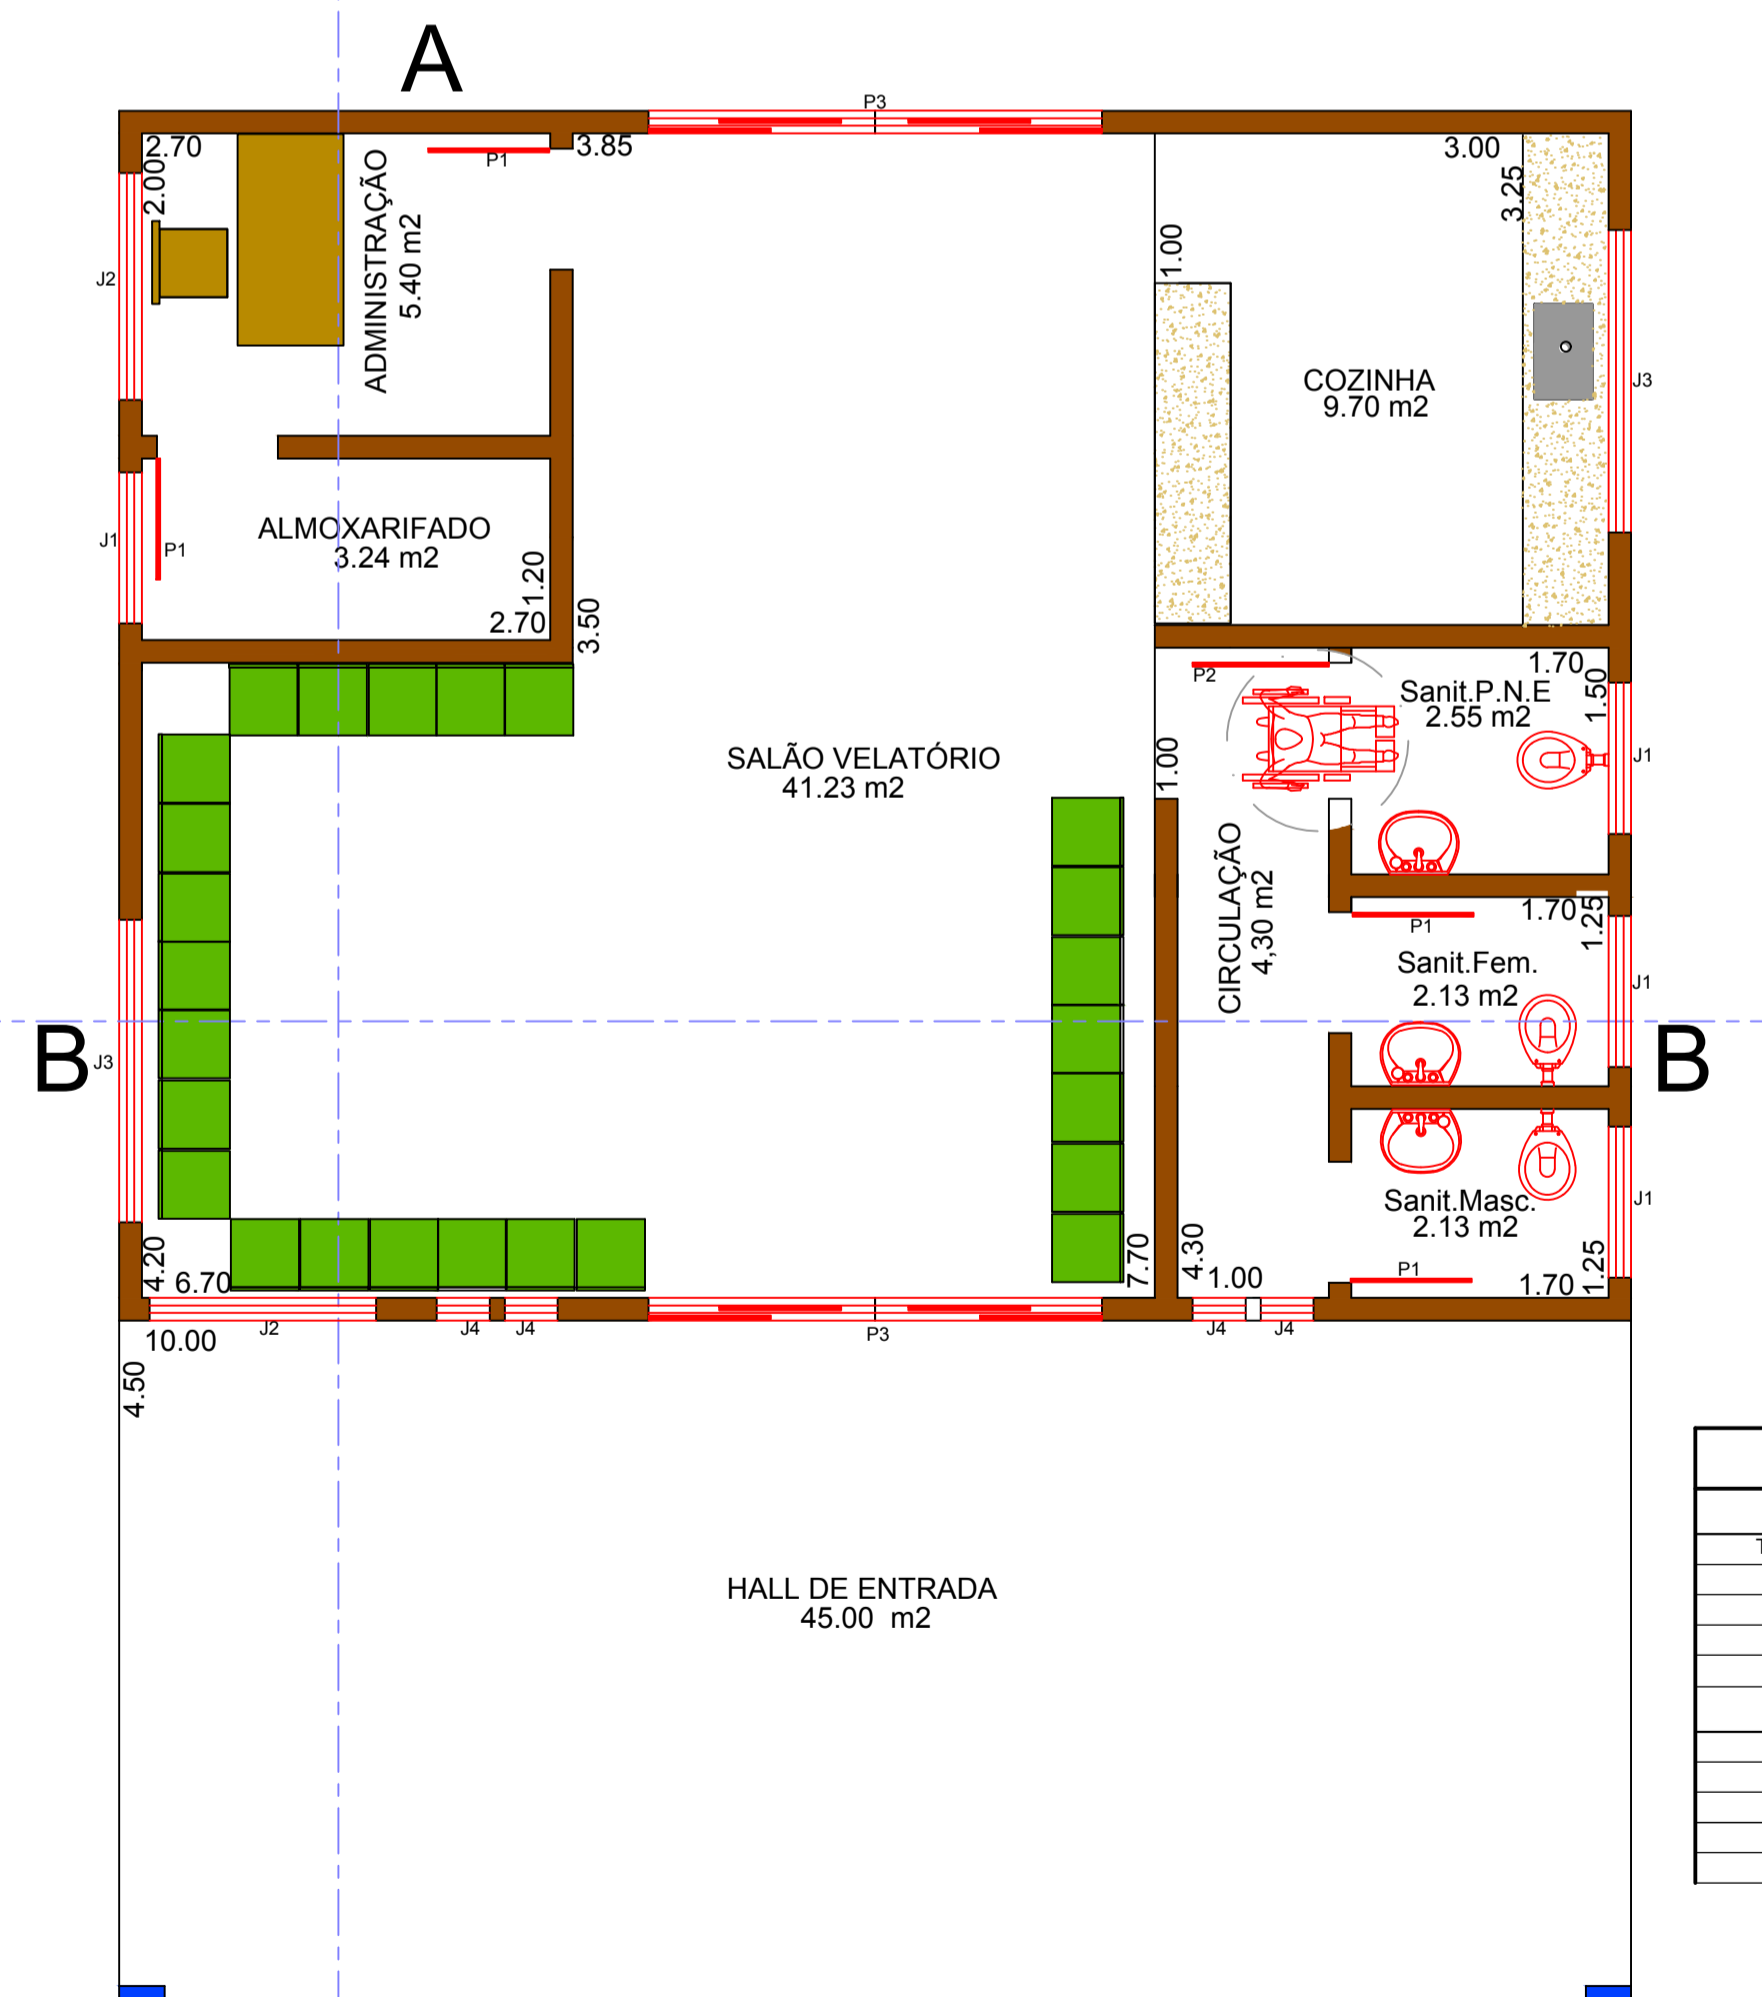 A
P3
2.70
2.00
P1
3.85
3.00
3.25
ADMINISTRAÇÃO
5.40 m2
J2
1.00
COZINHA
9.70 m2
J3
J1
P1
ALMOXARIFADO
3.24 m2
1.20
2.70
3.50
P2
1.70
1.50
Sanit.P.N.E
2.55 m2
J1
SALÃO VELATÓRIO
41.23 m2
1.00
CIRCULAÇÃO
4,30 m2
1.70
1.25
P1
Sanit.Fem.
2.13 m2
J1
B
J3
B
Sanit.Masc.
2.13 m2
J1
4.20
6.70
7.70
4.30
1.00
P1
1.70
1.25
J2
J4
J4
P3
J4
J4
10.00
4.50
HALL DE ENTRADA
45.00 m2